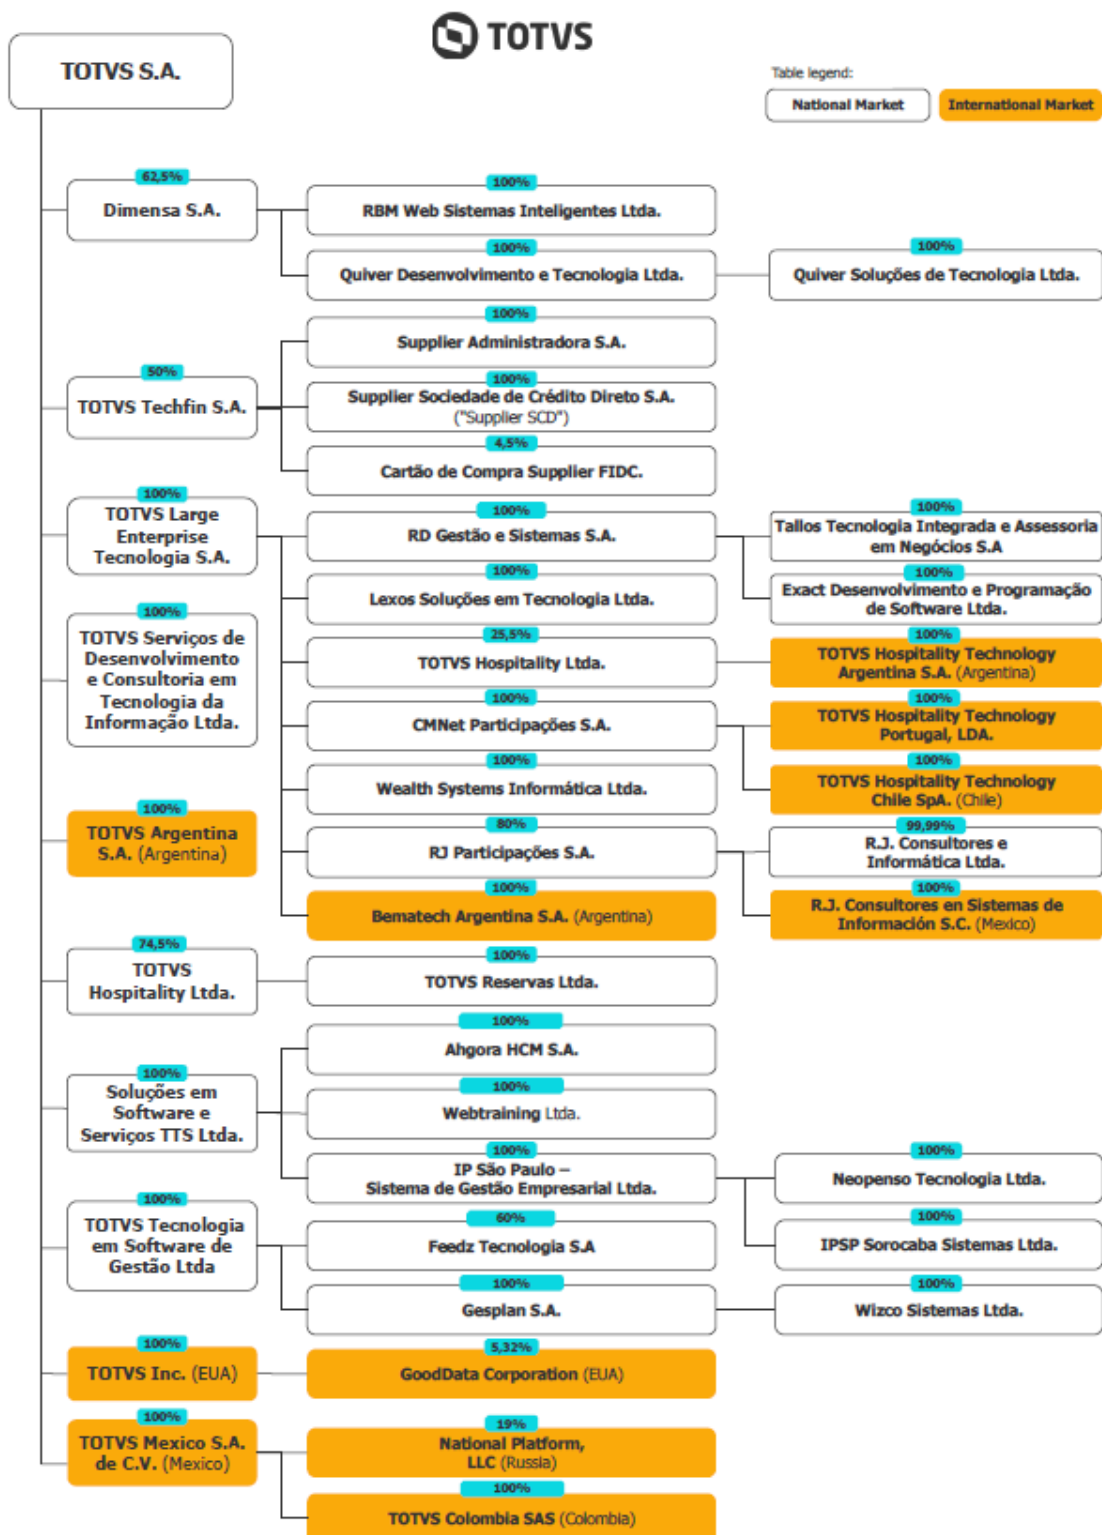 TOTVS
TOTVS S.A.
Table legend:
National Market
International Market
62,5%
Dimensa S.A.
100%
RBM Web Sistemas Inteligentes Ltda.
100%
Quiver Desenvolvimento e Tecnologia Ltda.
100%
Quiver Soluções de Tecnologia Ltda.
50%
TOTVS Techfin S.A.
100%
Supplier Administradora S.A.
100%
Supplier Sociedade de Crédito Direto S.A.
("Supplier SCD")
4,5%
Cartão de Compra Supplier FIDC.
100%
TOTVS Large
Enterprise
Tecnologia S.A.
100%
RD Gestão e Sistemas S.A.
100%
Tallos Tecnologia Integrada e Assessoria
em Negócios S.A
100%
Exact Desenvolvimento e Programação
de Software Ltda.
100%
Lexos Soluções em Tecnologia Ltda.
25,5%
TOTVS Hospitality Ltda.
100%
TOTVS Hospitality Technology
Argentina S.A. (Argentina)
100%
CMNet Participações S.A.
100%
TOTVS Hospitality Technology
Portugal, LDA.
100%
TOTVS Hospitality Technology
Chile SpA. (Chile)
100%
Wealth Systems Informática Ltda.
80%
RJ Participações S.A.
99,99%
R.J. Consultores e
Informática Ltda.
100%
R.J. Consultores en Sistemas de
Información S.C. (Mexico)
100%
Bematech Argentina S.A. (Argentina)
100%
TOTVS Serviços de
Desenvolvimento
e Consultoria em
Tecnologia da
Informação Ltda.
100%
TOTVS Argentina
S.A. (Argentina)
74,5%
TOTVS
Hospitality Ltda.
100%
TOTVS Reservas Ltda.
100%
Soluções em
Software e
Serviços TTS Ltda.
100%
Ahgora HCM S.A.
100%
Webtraining Ltda.
100%
IP São Paulo –
Sistema de Gestão Empresarial Ltda.
100%
Neopenso Tecnologia Ltda.
100%
IPSP Sorocaba Sistemas Ltda.
100%
TOTVS Tecnologia
em Software de
Gestão Ltda
60%
Feedz Tecnologia S.A
100%
Gesplan S.A.
100%
Wizco Sistemas Ltda.
100%
TOTVS Inc. (EUA)
5,32%
GoodData Corporation (EUA)
100%
TOTVS Mexico S.A.
de C.V. (Mexico)
19%
National Platform,
LLC (Russia)
100%
TOTVS Colombia SAS (Colombia)